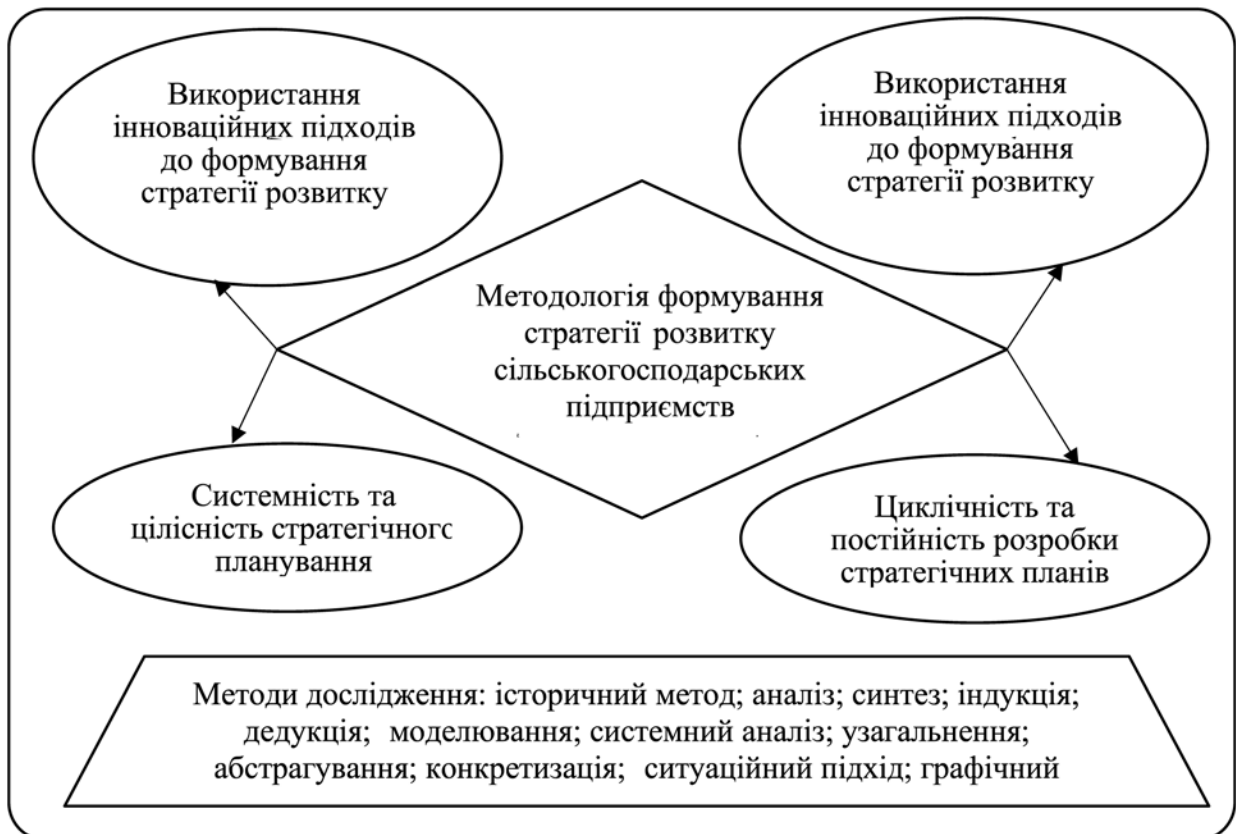 Використання
інноваційних підходів
до формування
стратегії розвитку
Використання
інноваційних підходів
до формування
стратегії розвитку
Методологія формування
стратегії розвитку
сільськогосподарських
підприємств
Системність та
цілісність стратегічного
планування
Циклічність та
постійність розробки
стратегічних планів
Методи дослідження: історичний метод; аналіз; синтез; індукція;
дедукція; моделювання; системний аналіз; узагальнення;
абстрагування; конкретизація; ситуаційний підхід; графічний